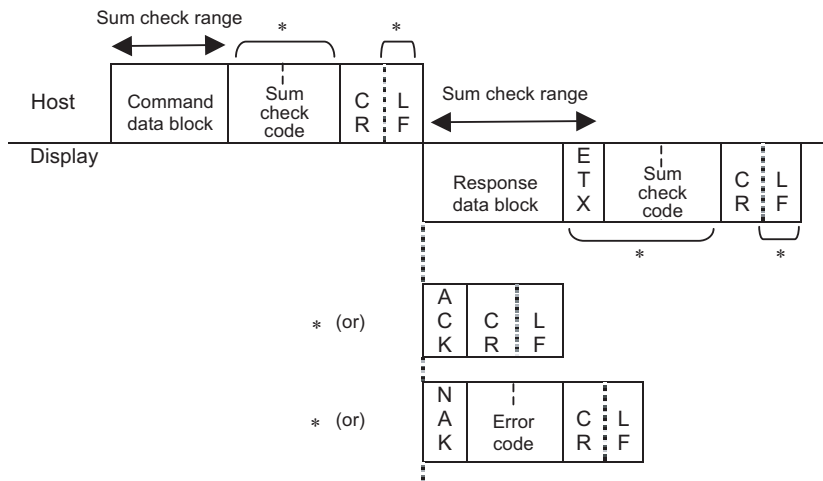 Sum check range
*
*
Host
Command
data block
Sum
check
code
C
R
L
F
Sum check range
Display
Response
data block
E
T
X
Sum
check
code
C
R
L
F
*
*
* (or)
A
C
K
C
R
L
F
* (or)
N
A
K
Error
code
C
R
L
F